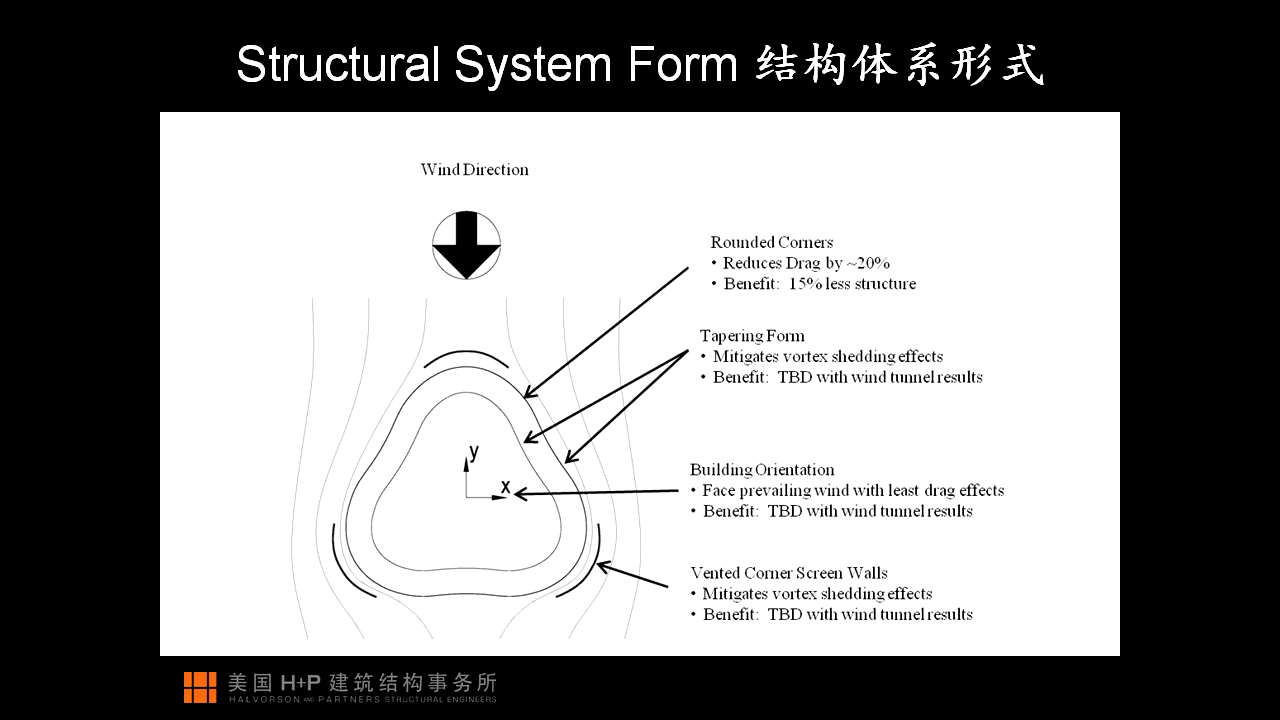 Structural System Form 结构体系形式
Wind Direction
Rounded Corners
• Reduces Drag by ~20%
• Benefit: 15% less structure
Tapering Form
• Mitigates vortex shedding effects
• Benefit: TBD with wind tunnel results
y
x
Building Orientation
• Face prevailing wind with least drag effects
• Benefit: TBD with wind tunnel results
Vented Corner Screen Walls
• Mitigates vortex shedding effects
• Benefit: TBD with wind tunnel results
美国 H+P 建筑结构事务所
HALVORSON AND PARTNERS STRUCTURAL ENGINEERS